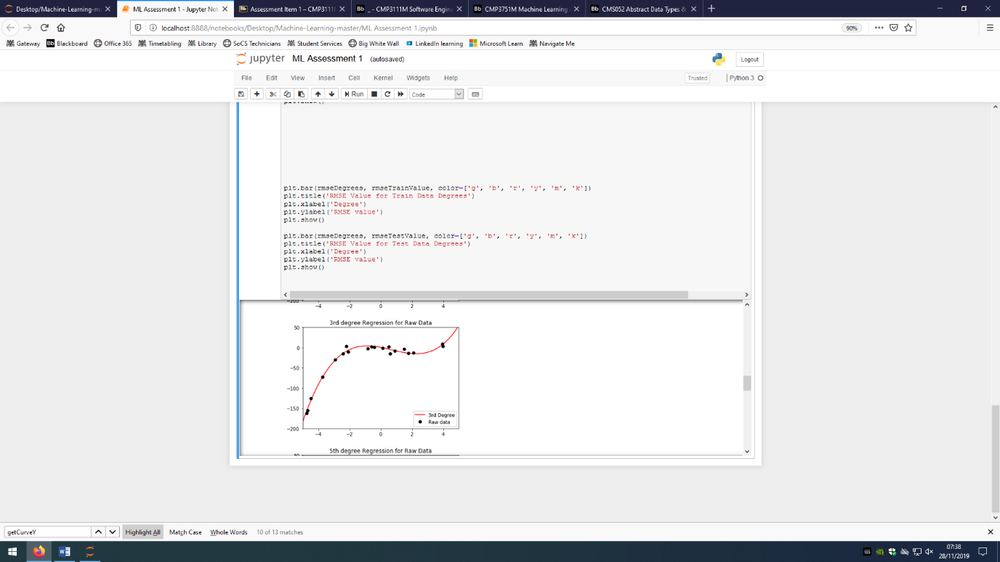 Desktop/Machine-Learning-m
ML Assessment 1 - Jupyter Not
Assessment Item 1 – CMP3111
_ - CMP3111M Software Engine
CMP3751M Machine Learning
CMS052 Abstract Data Types &
localhost:8888/notebooks/Desktop/Machine-Learning-master/ML Assessment 1.ipynb
90%
Gateway
Bb Blackboard
Office 365
Timetabling
Library
SoCS Technicians
Student Services
Big White Wall
LinkedIn learning
Microsoft Learn
Navigate Me
jupyter ML Assessment 1 (autosaved)
Logout
File Edit View Insert Cell Kernel Widgets Help
Trusted
Python 3
Run
Code
plt.show()
plt.bar(rmseDegrees, rmseTrainValue, color=['g', 'b', 'r', 'y', 'm', 'k'])
plt.title('RMSE Value for Train Data Degrees')
plt.xlabel('Degree')
plt.ylabel('RMSE value')
plt.show()
plt.bar(rmseDegrees, rmseTestValue, color=['g', 'b', 'r', 'y', 'm', 'k'])
plt.title('RMSE Value for Test Data Degrees')
plt.xlabel('Degree')
plt.ylabel('RMSE value')
plt.show()
−200
−4 −2 0 2 4
3rd degree Regression for Raw Data
50
0
−50
−100
−150
−200
3rd Degree
Raw data
−4 −2 0 2 4
5th degree Regression for Raw Data
50
getCurveY
Highlight All
Match Case
Whole Words
10 of 13 matches
07:38
28/11/2019